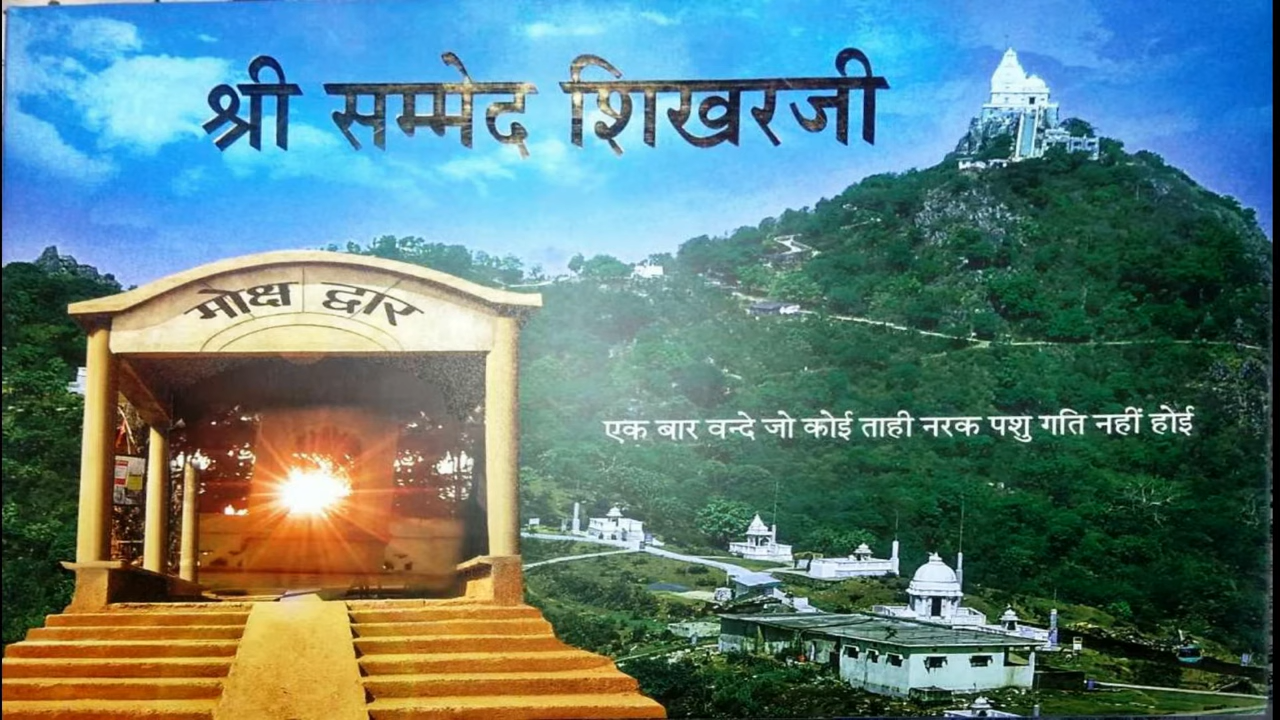 श्री सम्मेद शिखरजी
मोक्ष द्वार
एक बार वन्दे जो कोई ताही नरक पशु गति नहीं होई